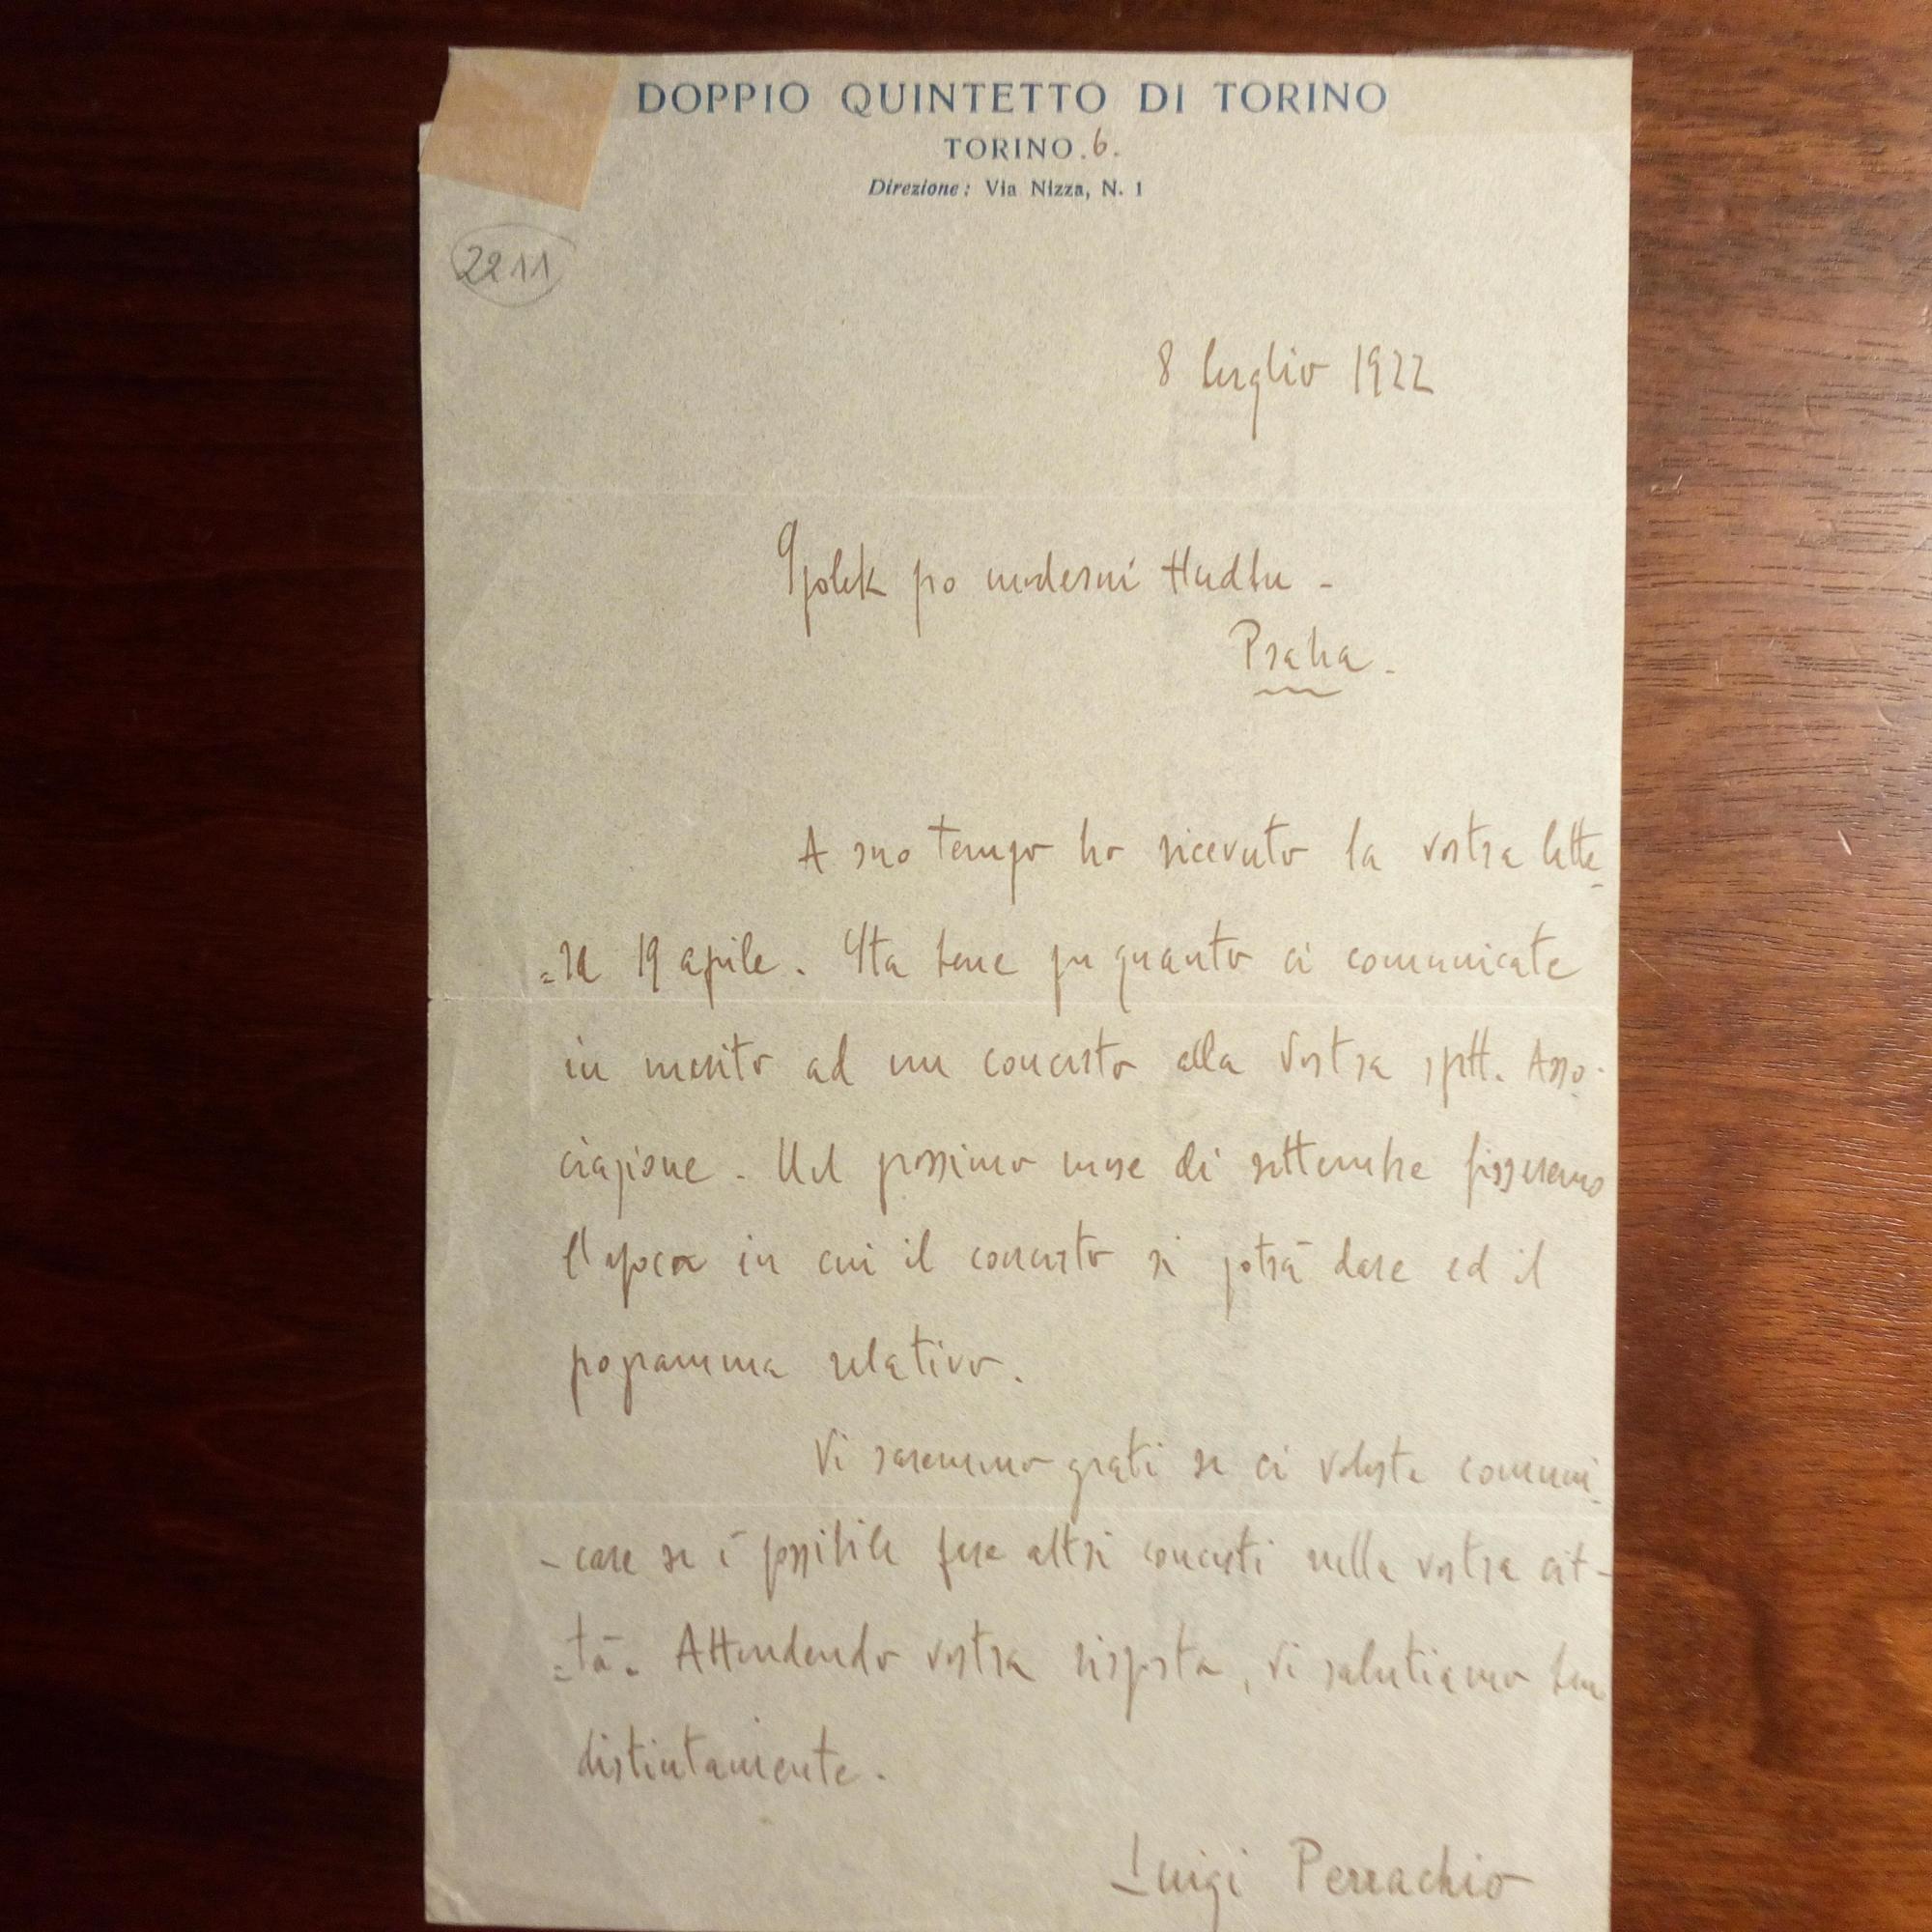 DOPPIO QUINTETTO DI TORINO
TORINO.6.
Direzione: Via Nizza, N. 1
2211
8 luglio 1922
Spolek po moderni Hudbu -
Praha.
A suo tempo ho ricevuto la vostra lette
=ra 19 aprile. Sta bene per quanto ci comunicate
in merito ad un concerto alla Vostra spett. Asso-
ciazione. Nel prossimo mese di settembre fisseremo
l'epoca in cui il concerto si potrà dare ed il
programma relativo.
Vi saremmo grati se ci voleste comuni-
-care se è possibile fare altri concerti nella vostra cit-
=tà. Attendendo vostra risposta, vi salutiamo ben
distintamente.
Luigi Perrachio